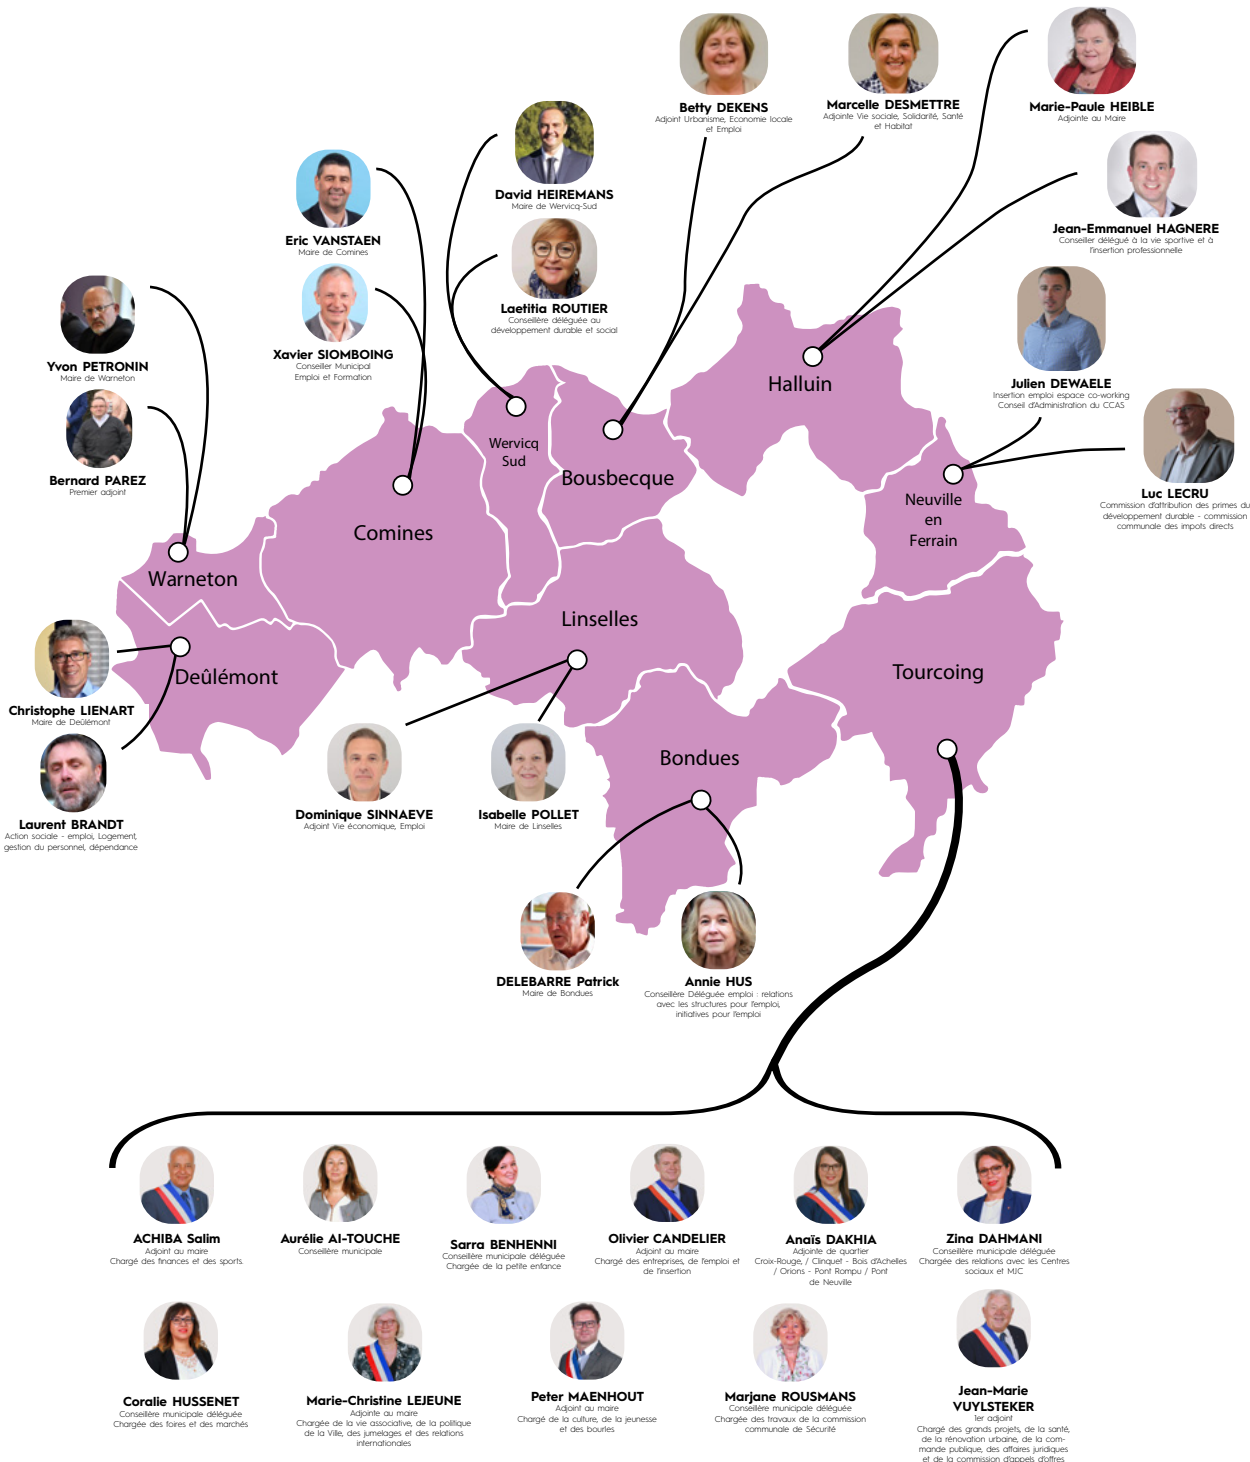 Betty DEKENS
Adjoint Urbanisme, Economie locale
et Emploi
Marcelle DESMETTRE
Adjointe Vie sociale, Solidarité, Santé
et Habitat
Marie-Paule HEIBLE
Adjointe au Maire
David HEIREMANS
Maire de Wervicq-Sud
Eric VANSTAEN
Maire de Comines
Jean-Emmanuel HAGNERE
Conseiller délégué à la vie sportive et à
l'insertion professionnelle
Laetitia ROUTIER
Conseillère déléguée au
développement durable et social
Yvon PETRONIN
Maire de Warneton
Xavier SIOMBOING
Conseiller Municipal
Emploi et Formation
Julien DEWAELE
Insertion emploi espace co-working
Conseil d'Administration du CCAS
Bernard PAREZ
Premier adjoint
Luc LECRU
Commission d'attribution des primes du
développement durable - commission
communale des impots directs
Halluin
Wervicq
Sud
Bousbecque
Neuville
en
Ferrain
Comines
Warneton
Linselles
Deûlémont
Tourcoing
Bondues
Christophe LIENART
Maire de Deûlémont
Laurent BRANDT
Action sociale - emploi, Logement,
gestion du personnel, dépendance
Dominique SINNAEVE
Adjoint Vie économique, Emploi
Isabelle POLLET
Maire de Linselles
DELEBARRE Patrick
Maire de Bondues
Annie HUS
Conseillère Déléguée emploi : relations
avec les structures pour l'emploi,
initiatives pour l'emploi
ACHIBA Salim
Adjoint au maire
Chargé des finances et des sports
Aurélie AI-TOUCHE
Conseillère municipale
Sarra BENHENNI
Conseillère municipale déléguée
Chargée de la petite enfance
Olivier CANDELIER
Adjoint au maire
Chargé des entreprises, de l'emploi et
de l'insertion
Anaïs DAKHIA
Adjointe de quartier
Croix-Rouge, / Clinquet - Bois d'Achelles
/ Orions - Pont Rompu / Pont
de Neuville
Zina DAHMANI
Conseillère municipale déléguée
Chargée des relations avec les Centres
sociaux et MJC
Coralie HUSSENET
Conseillère municipale déléguée
Chargée des foires et des marchés
Marie-Christine LEJEUNE
Adjointe au maire
Chargée de la vie associative, de la politique
de la Ville, des jumelages et des relations
internationales
Peter MAENHOUT
Adjoint au maire
Chargé de la culture, de la jeunesse
et des bourles
Marjane ROUSMANS
Conseillère municipale déléguée
Chargée des travaux de la commission
communale de Sécurité
Jean-Marie
VUYLSTEKER
1er adjoint
Chargé des grands projets, de la santé,
de la rénovation urbaine, de la com-
mande publique, des affaires juridiques
et de la commission d'appels d'offres